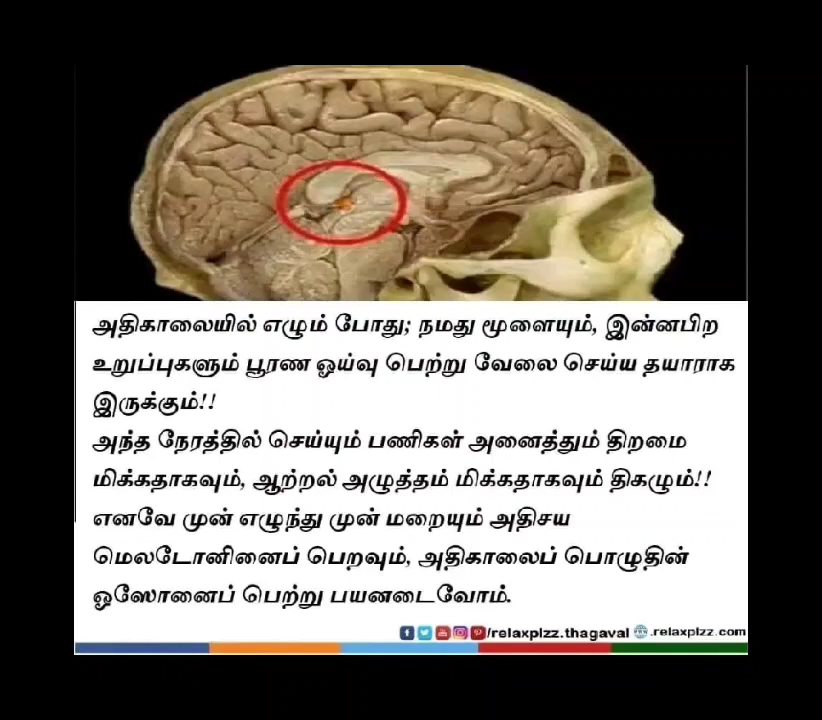 அதிகாலையில் எழும் போது; நமது மூளையும், இன்னபிற
உறுப்புகளும் பூரண ஓய்வு பெற்று வேலை செய்ய தயாராக
இருக்கும்!!
அந்த நேரத்தில் செய்யும் பணிகள் அனைத்தும் திறமை
மிக்கதாகவும், ஆற்றல் அழுத்தம் மிக்கதாகவும் திகழும்!!
எனவே முன் எழுந்து முன் மறையும் அதிசய
மெலடோனினைப் பெறவும், அதிகாலைப் பொழுதின்
ஓஸோனைப் பெற்று பயனடைவோம்.
/relaxplzz.thagaval .relaxplzz.com